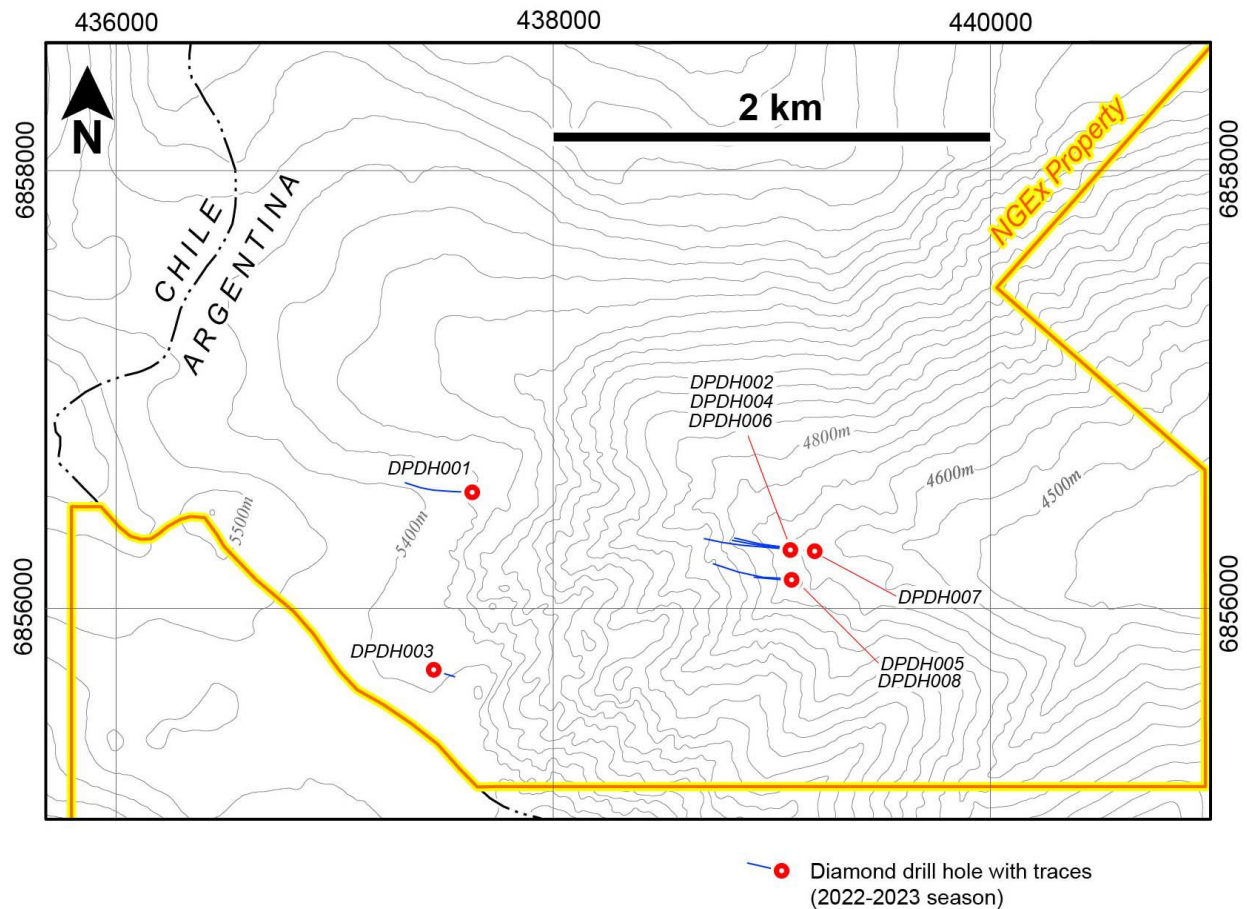 436000
438000
440000
N
2 km
6858000
6858000
CHILE
ARGENTINA
NGEx Property
DPDH002
DPDH004
DPDH006
4800m
4600m
4500m
DPDH001
5500m
5400m
DPDH007
6856000
6856000
DPDH003
DPDH005
DPDH008
Diamond drill hole with traces
(2022-2023 season)